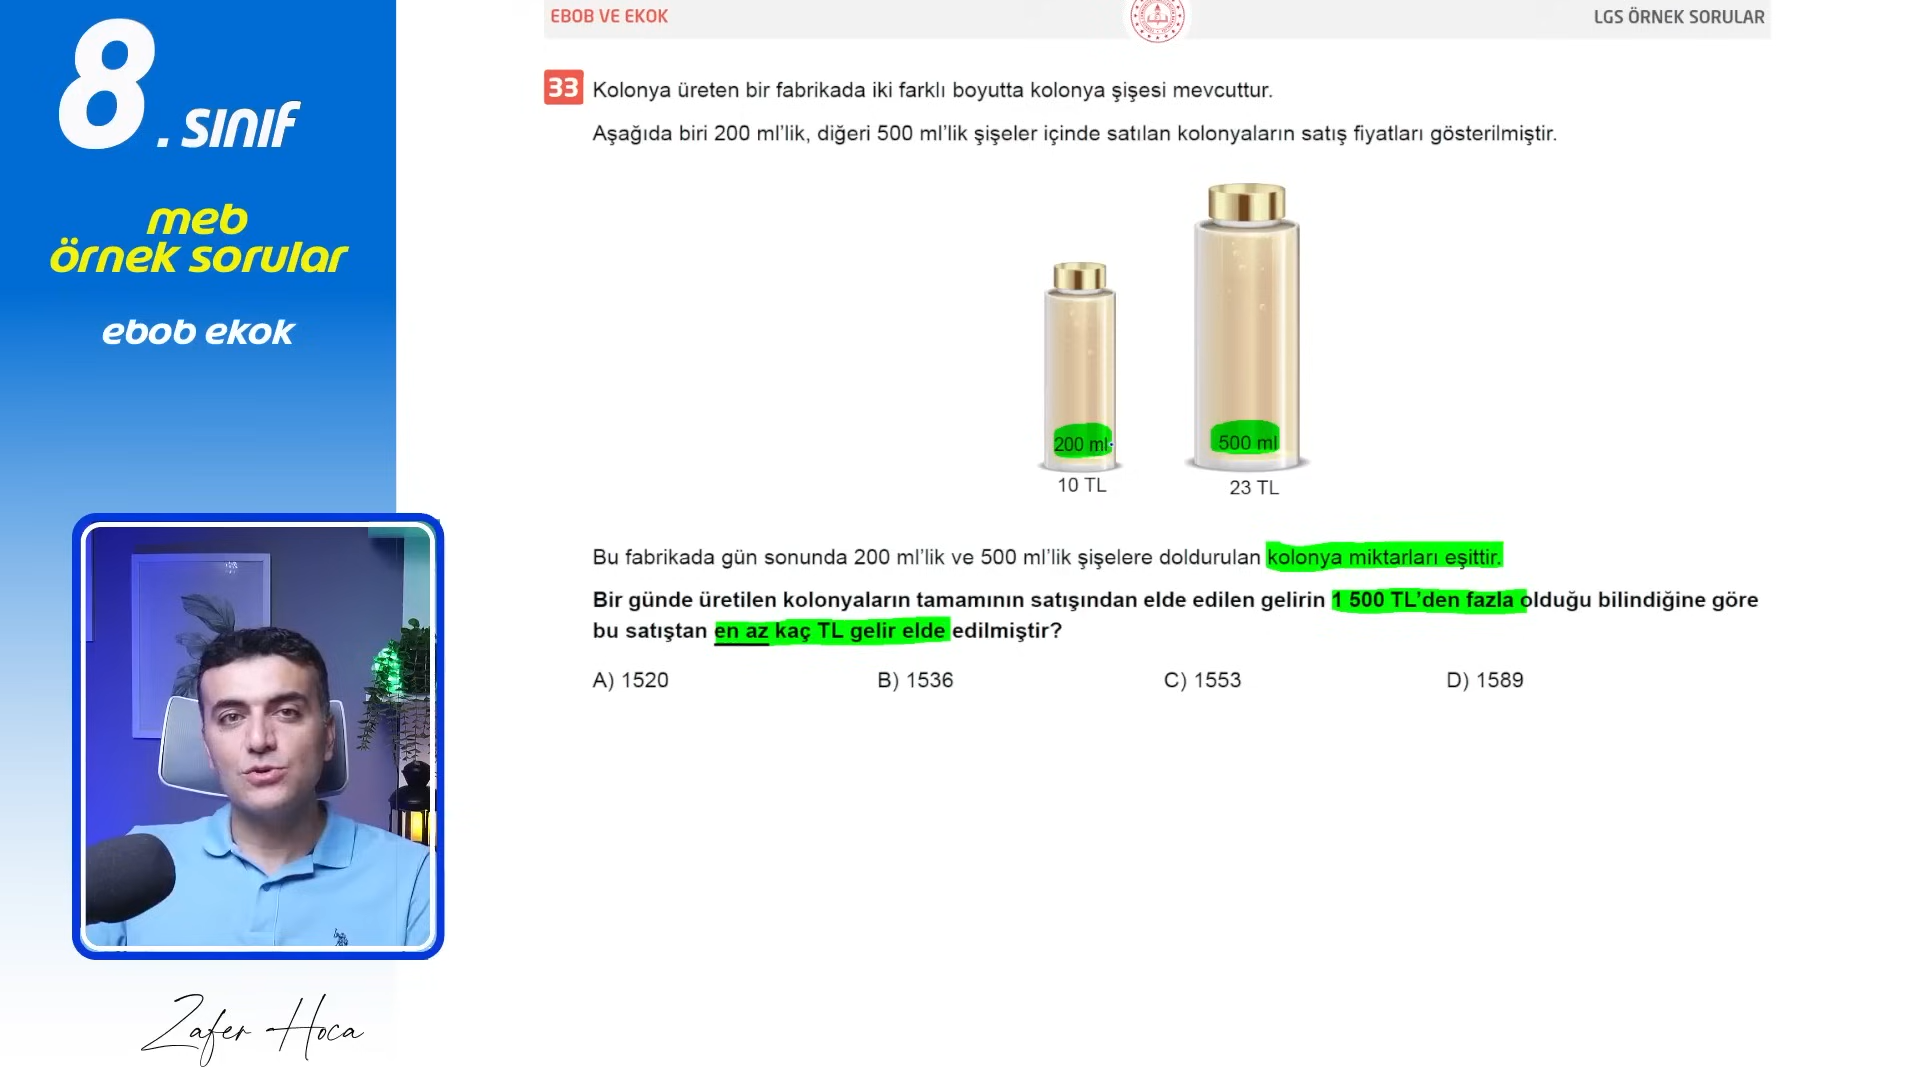 8. sınıf
meb
örnek sorular
ebob ekok
Zafer Hoca
EBOB VE EKOK
LGS ÖRNEK SORULAR
33 Kolonya üreten bir fabrikada iki farklı boyutta kolonya şişesi mevcuttur.
Aşağıda biri 200 ml'lik, diğeri 500 ml'lik şişeler içinde satılan kolonyaların satış fiyatları gösterilmiştir.
200 ml 500 ml
10 TL 23 TL
Bu fabrikada gün sonunda 200 ml'lik ve 500 ml'lik şişelere doldurulan kolonya miktarları eşittir.
Bir günde üretilen kolonyaların tamamının satışından elde edilen gelirin 1 500 TL'den fazla olduğu bilindiğine göre
bu satıştan en az kaç TL gelir elde edilmiştir?
A) 1520 B) 1536 C) 1553 D) 1589